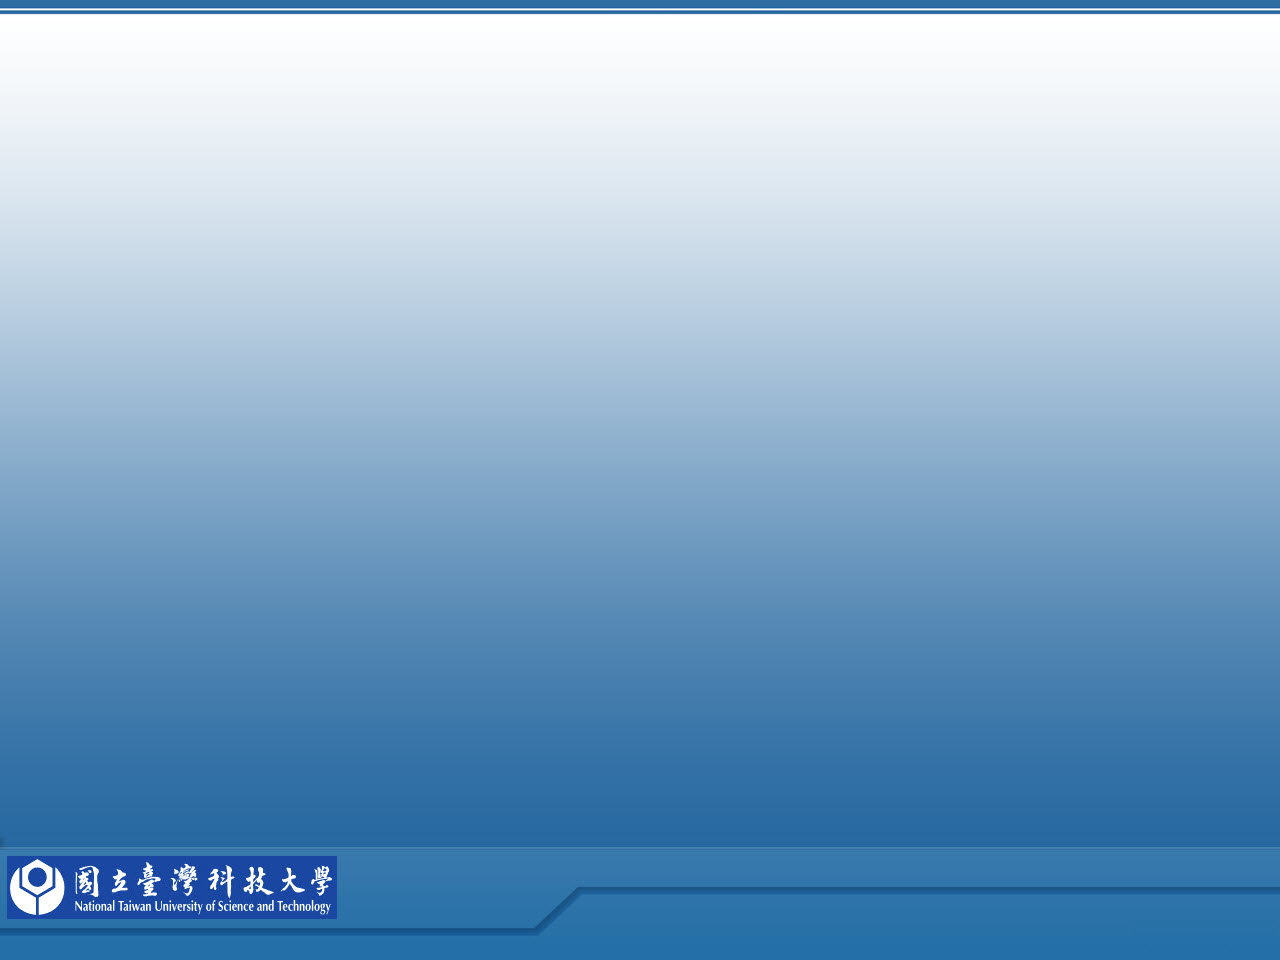 國立臺灣科技大學
National Taiwan University of Science and Technology